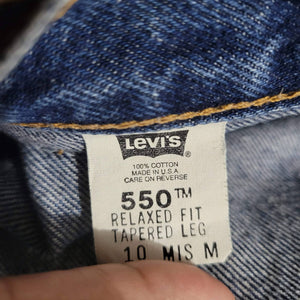 LEVI'S
100% COTTON
MADE IN U.S.A
CARE ON REVERSE
550™
RELAXED FIT
TAPERED LEG
10 MIS M